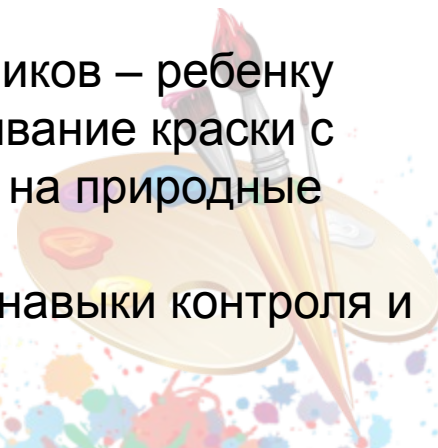 иков – ребенку
ивание краски с
на природные
навыки контроля и